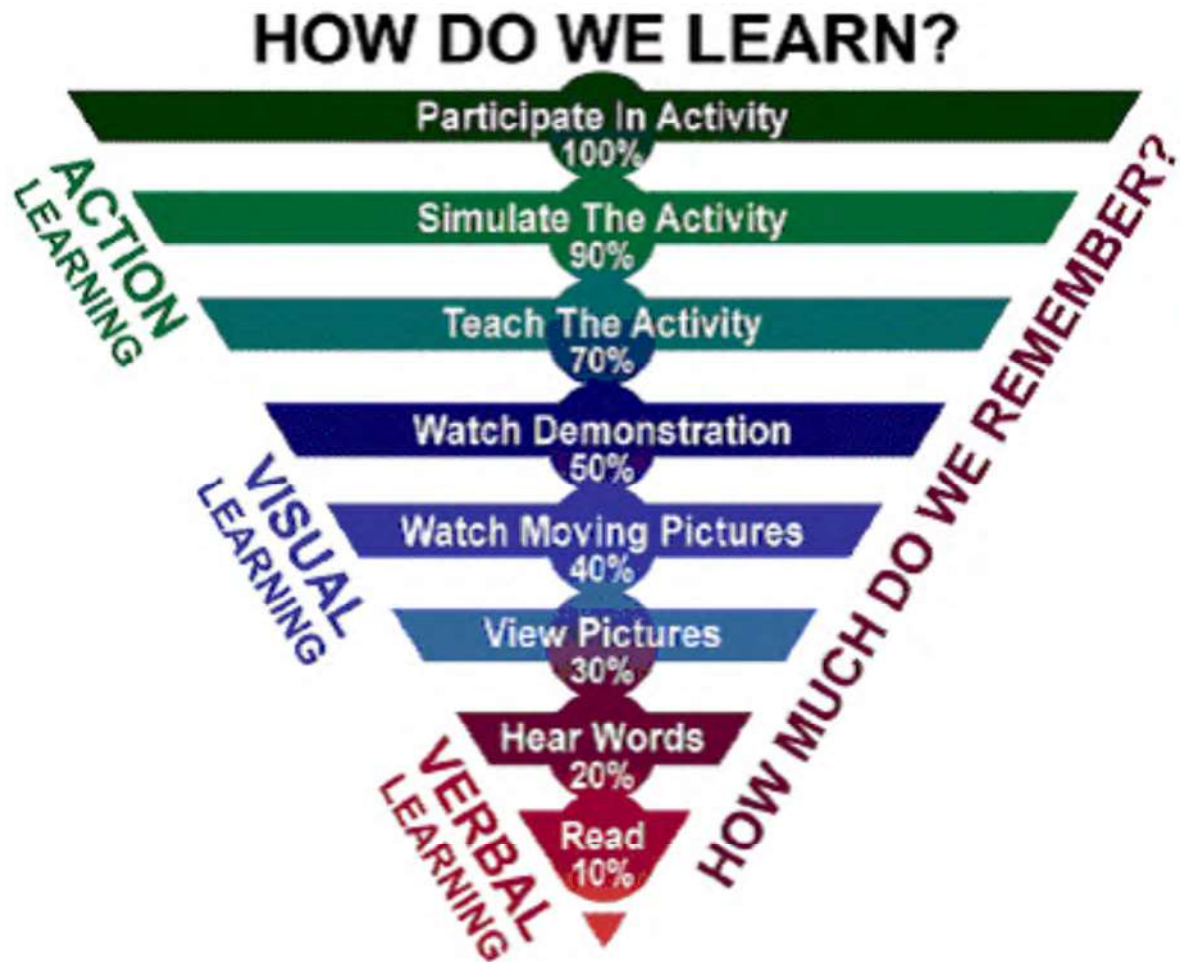 HOW DO WE LEARN?
Participate In Activity
100%
Simulate The Activity
90%
Teach The Activity
70%
ACTION
LEARNING
Watch Demonstration
50%
Watch Moving Pictures
40%
View Pictures
30%
VISUAL
LEARNING
Hear Words
20%
Read
10%
VERBAL
LEARNING
HOW MUCH DO WE REMEMBER?